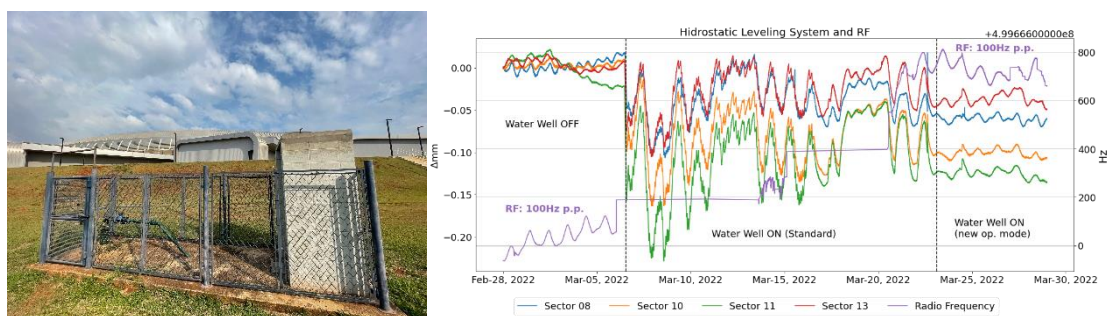 Hidrostatic Leveling System and RF
+4.9966600000e8
RF: 100Hz p.p.
800
0.00
600
−0.05
Water Well OFF
Δmm
−0.10
400
Hz
−0.15
200
RF: 100Hz p.p.
Water Well ON (Standard)
Water Well ON
(new op. mode)
−0.20
0
Feb-28, 2022 Mar-05, 2022 Mar-10, 2022 Mar-15, 2022 Mar-20, 2022 Mar-25, 2022 Mar-30, 2022
Sector 08 Sector 10 Sector 11 Sector 13 Radio Frequency